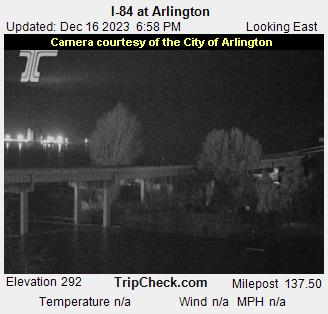 I-84 at Arlington
Updated: Dec 16 2023 6:58 PM Looking East
Camera courtesy of the City of Arlington
Elevation 292 TripCheck.com Milepost 137.50
Temperature n/a Wind n/a MPH n/a